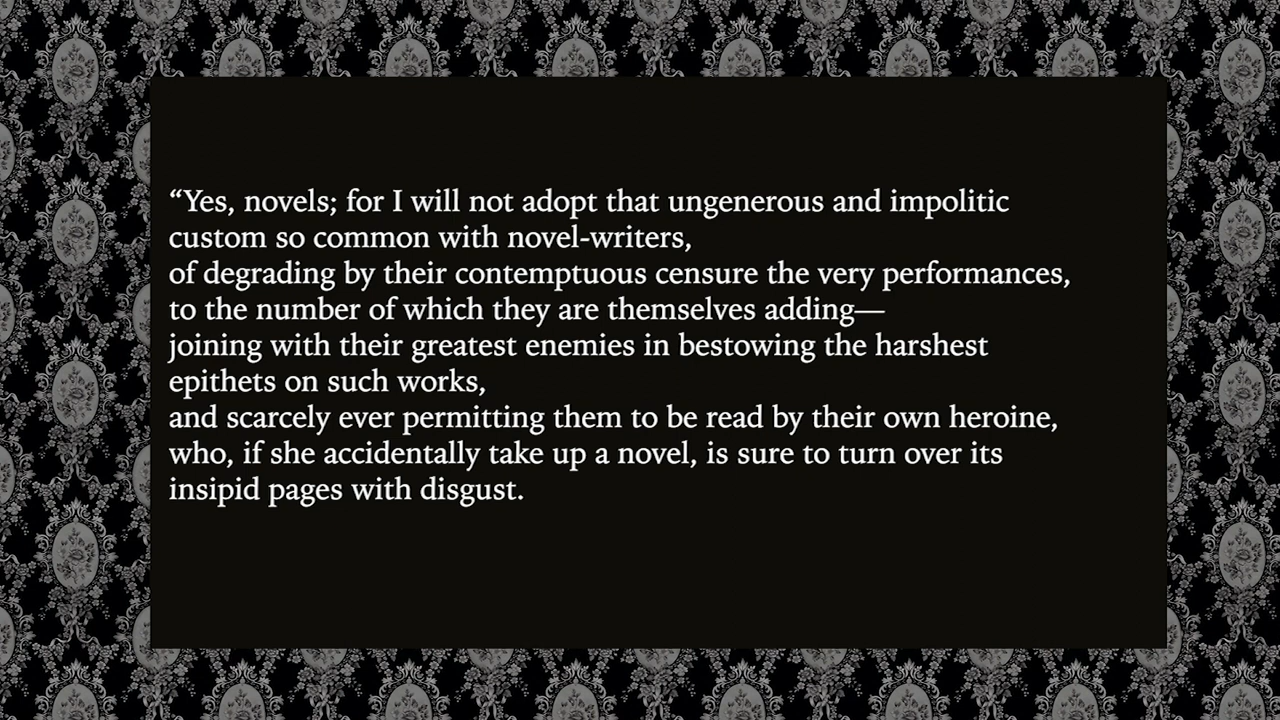 “Yes, novels; for I will not adopt that ungenerous and impolitic
custom so common with novel-writers,
of degrading by their contemptuous censure the very performances,
to the number of which they are themselves adding—
joining with their greatest enemies in bestowing the harshest
epithets on such works,
and scarcely ever permitting them to be read by their own heroine,
who, if she accidentally take up a novel, is sure to turn over its
insipid pages with disgust.